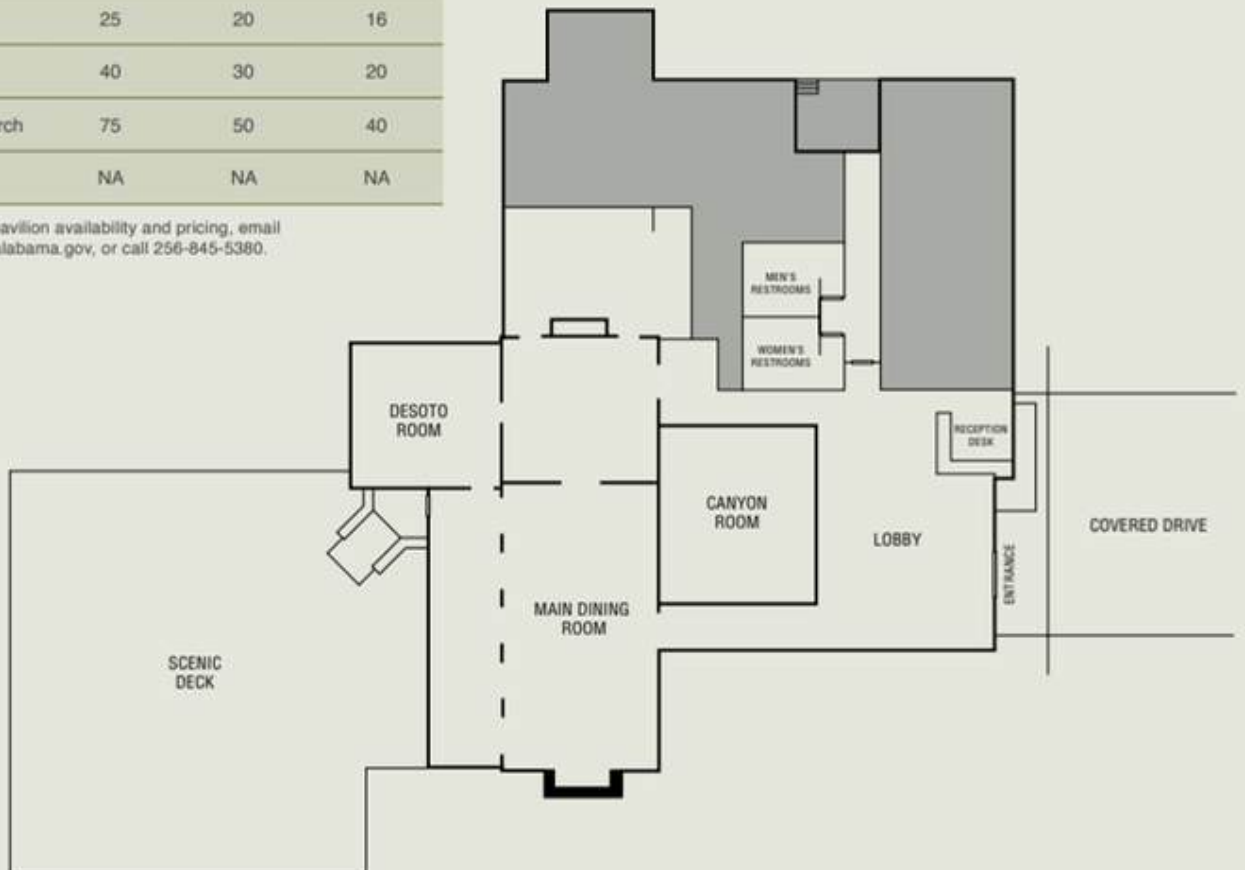 25 20 16
40 30 20
rch 75 50 40
NA NA NA
avilion availability and pricing, email
labama.gov, or call 256-845-5380.
MEN'S
RESTROOMS
WOMEN'S
RESTROOMS
DESOTO
ROOM
RECEPTION
DESK
CANYON
ROOM
LOBBY
COVERED DRIVE
ENTRANCE
MAIN DINING
ROOM
SCENIC
DECK